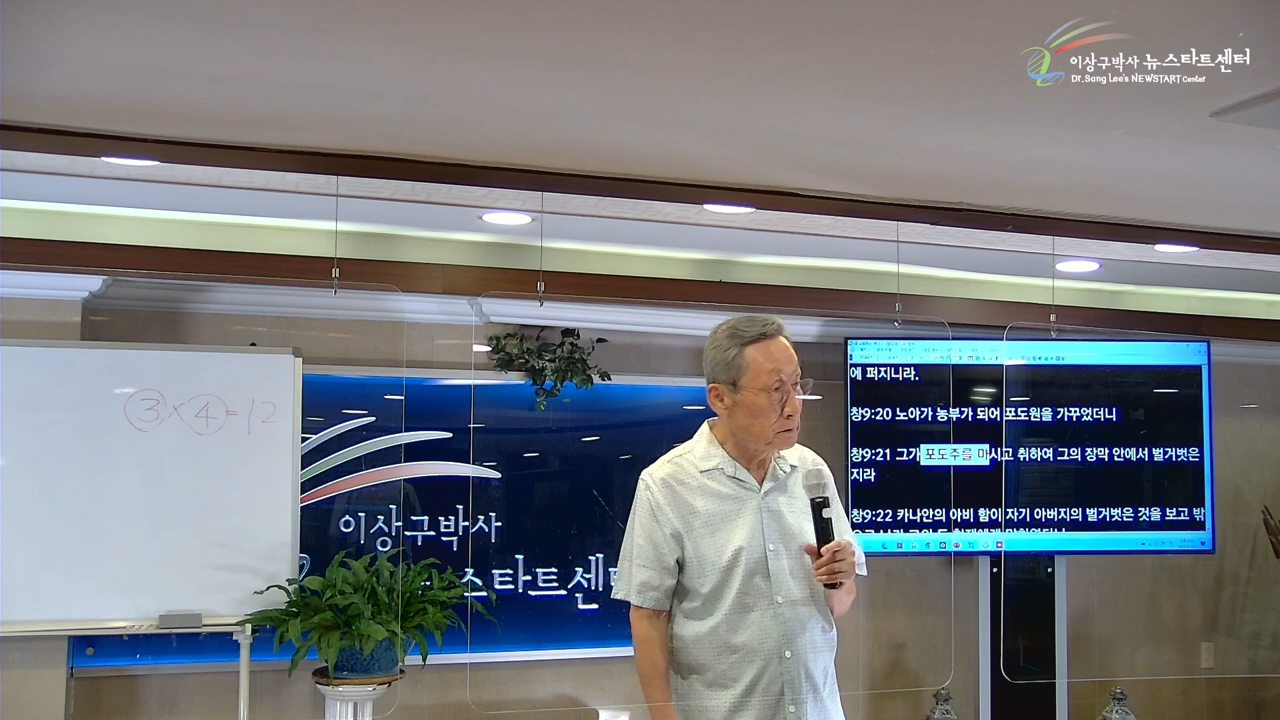 이상구박사 뉴스타트센터
Dr. Sang Lee's NEWSTART Center
3 x 4 = 12
이상구박사
스타트센
에 퍼지니라.
창9:20 노아가 농부가 되어 포도원을 가꾸었더니
창9:21 그가 포도주를 마시고 취하여 그의 장막 안에서 벌거벗은
지라
창9:22 카나안의 아비 함이 자기 아버지의 벌거벗은 것을 보고 밖